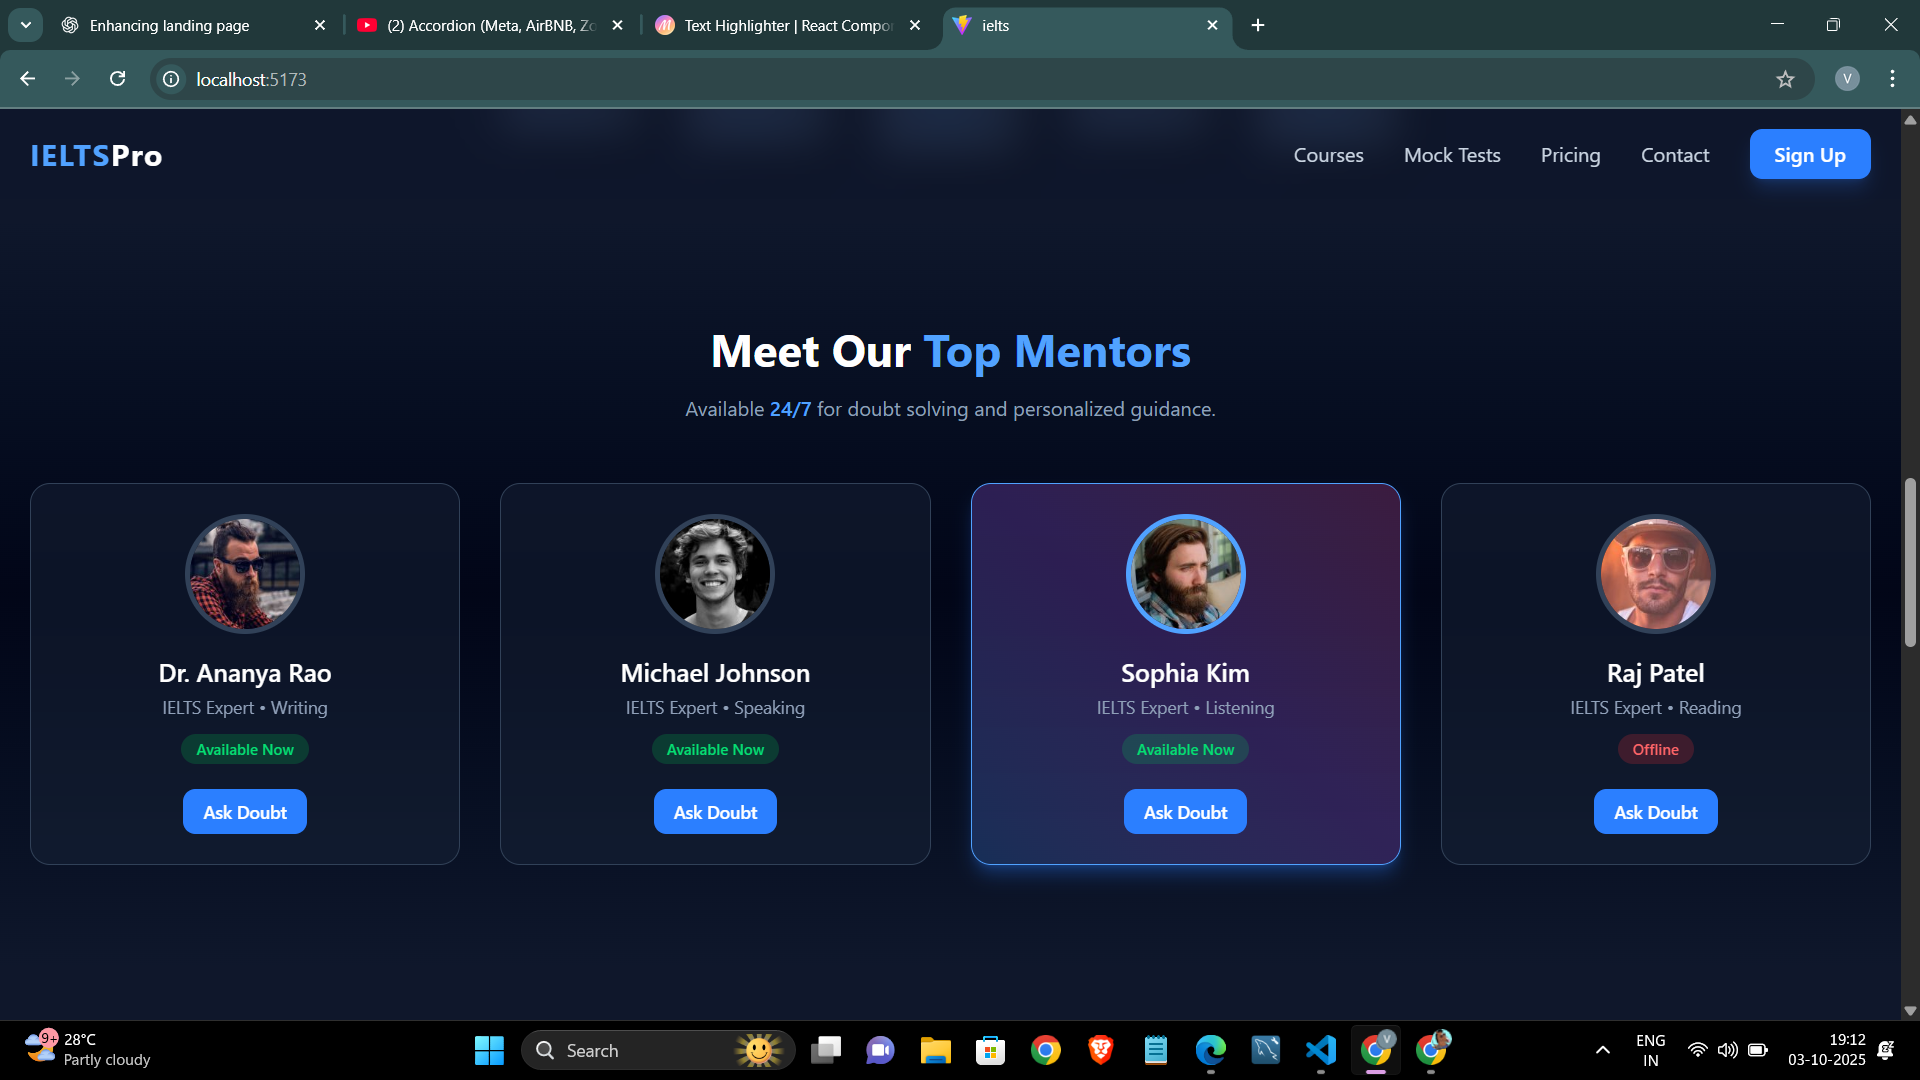 Enhancing landing page
(2) Accordion (Meta, AirBNB, Zo
Text Highlighter | React Compo
ielts
localhost:5173
V
IELTSPro
Courses
Mock Tests
Pricing
Contact
Sign Up
Meet Our Top Mentors
Available 24/7 for doubt solving and personalized guidance.
Dr. Ananya Rao
IELTS Expert • Writing
Available Now
Ask Doubt
Michael Johnson
IELTS Expert • Speaking
Available Now
Ask Doubt
Sophia Kim
IELTS Expert • Listening
Available Now
Ask Doubt
Raj Patel
IELTS Expert • Reading
Offline
Ask Doubt
9+
28°C
Partly cloudy
Search
V
ENG
IN
19:12
03-10-2025